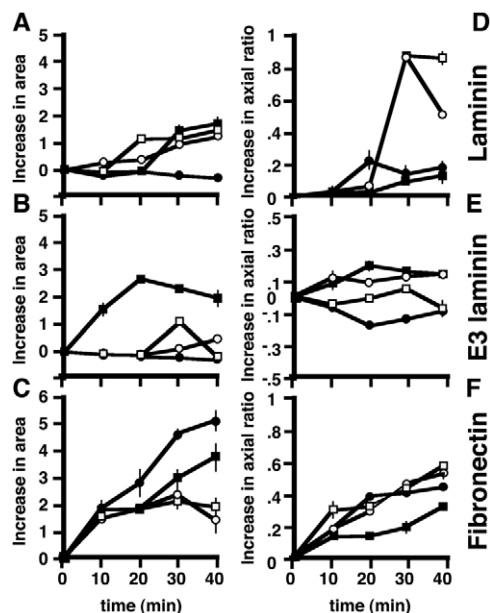 A
D
Increase in area
5
4
3
2
1
0
Increase in axial ratio
1
.8
.6
.4
.2
.1
Laminin
B
E
Increase in area
5
4
3
2
1
0
Increase in axial ratio
.5
.3
.1
0
-.1
-.3
-.5
E3 laminin
C
F
Increase in area
6
5
4
3
2
1
0
Increase in axial ratio
1
.8
.6
.4
.2
0
Fibronectin
0 10 20 30 40
0 10 20 30 40
time (min)
time (min)